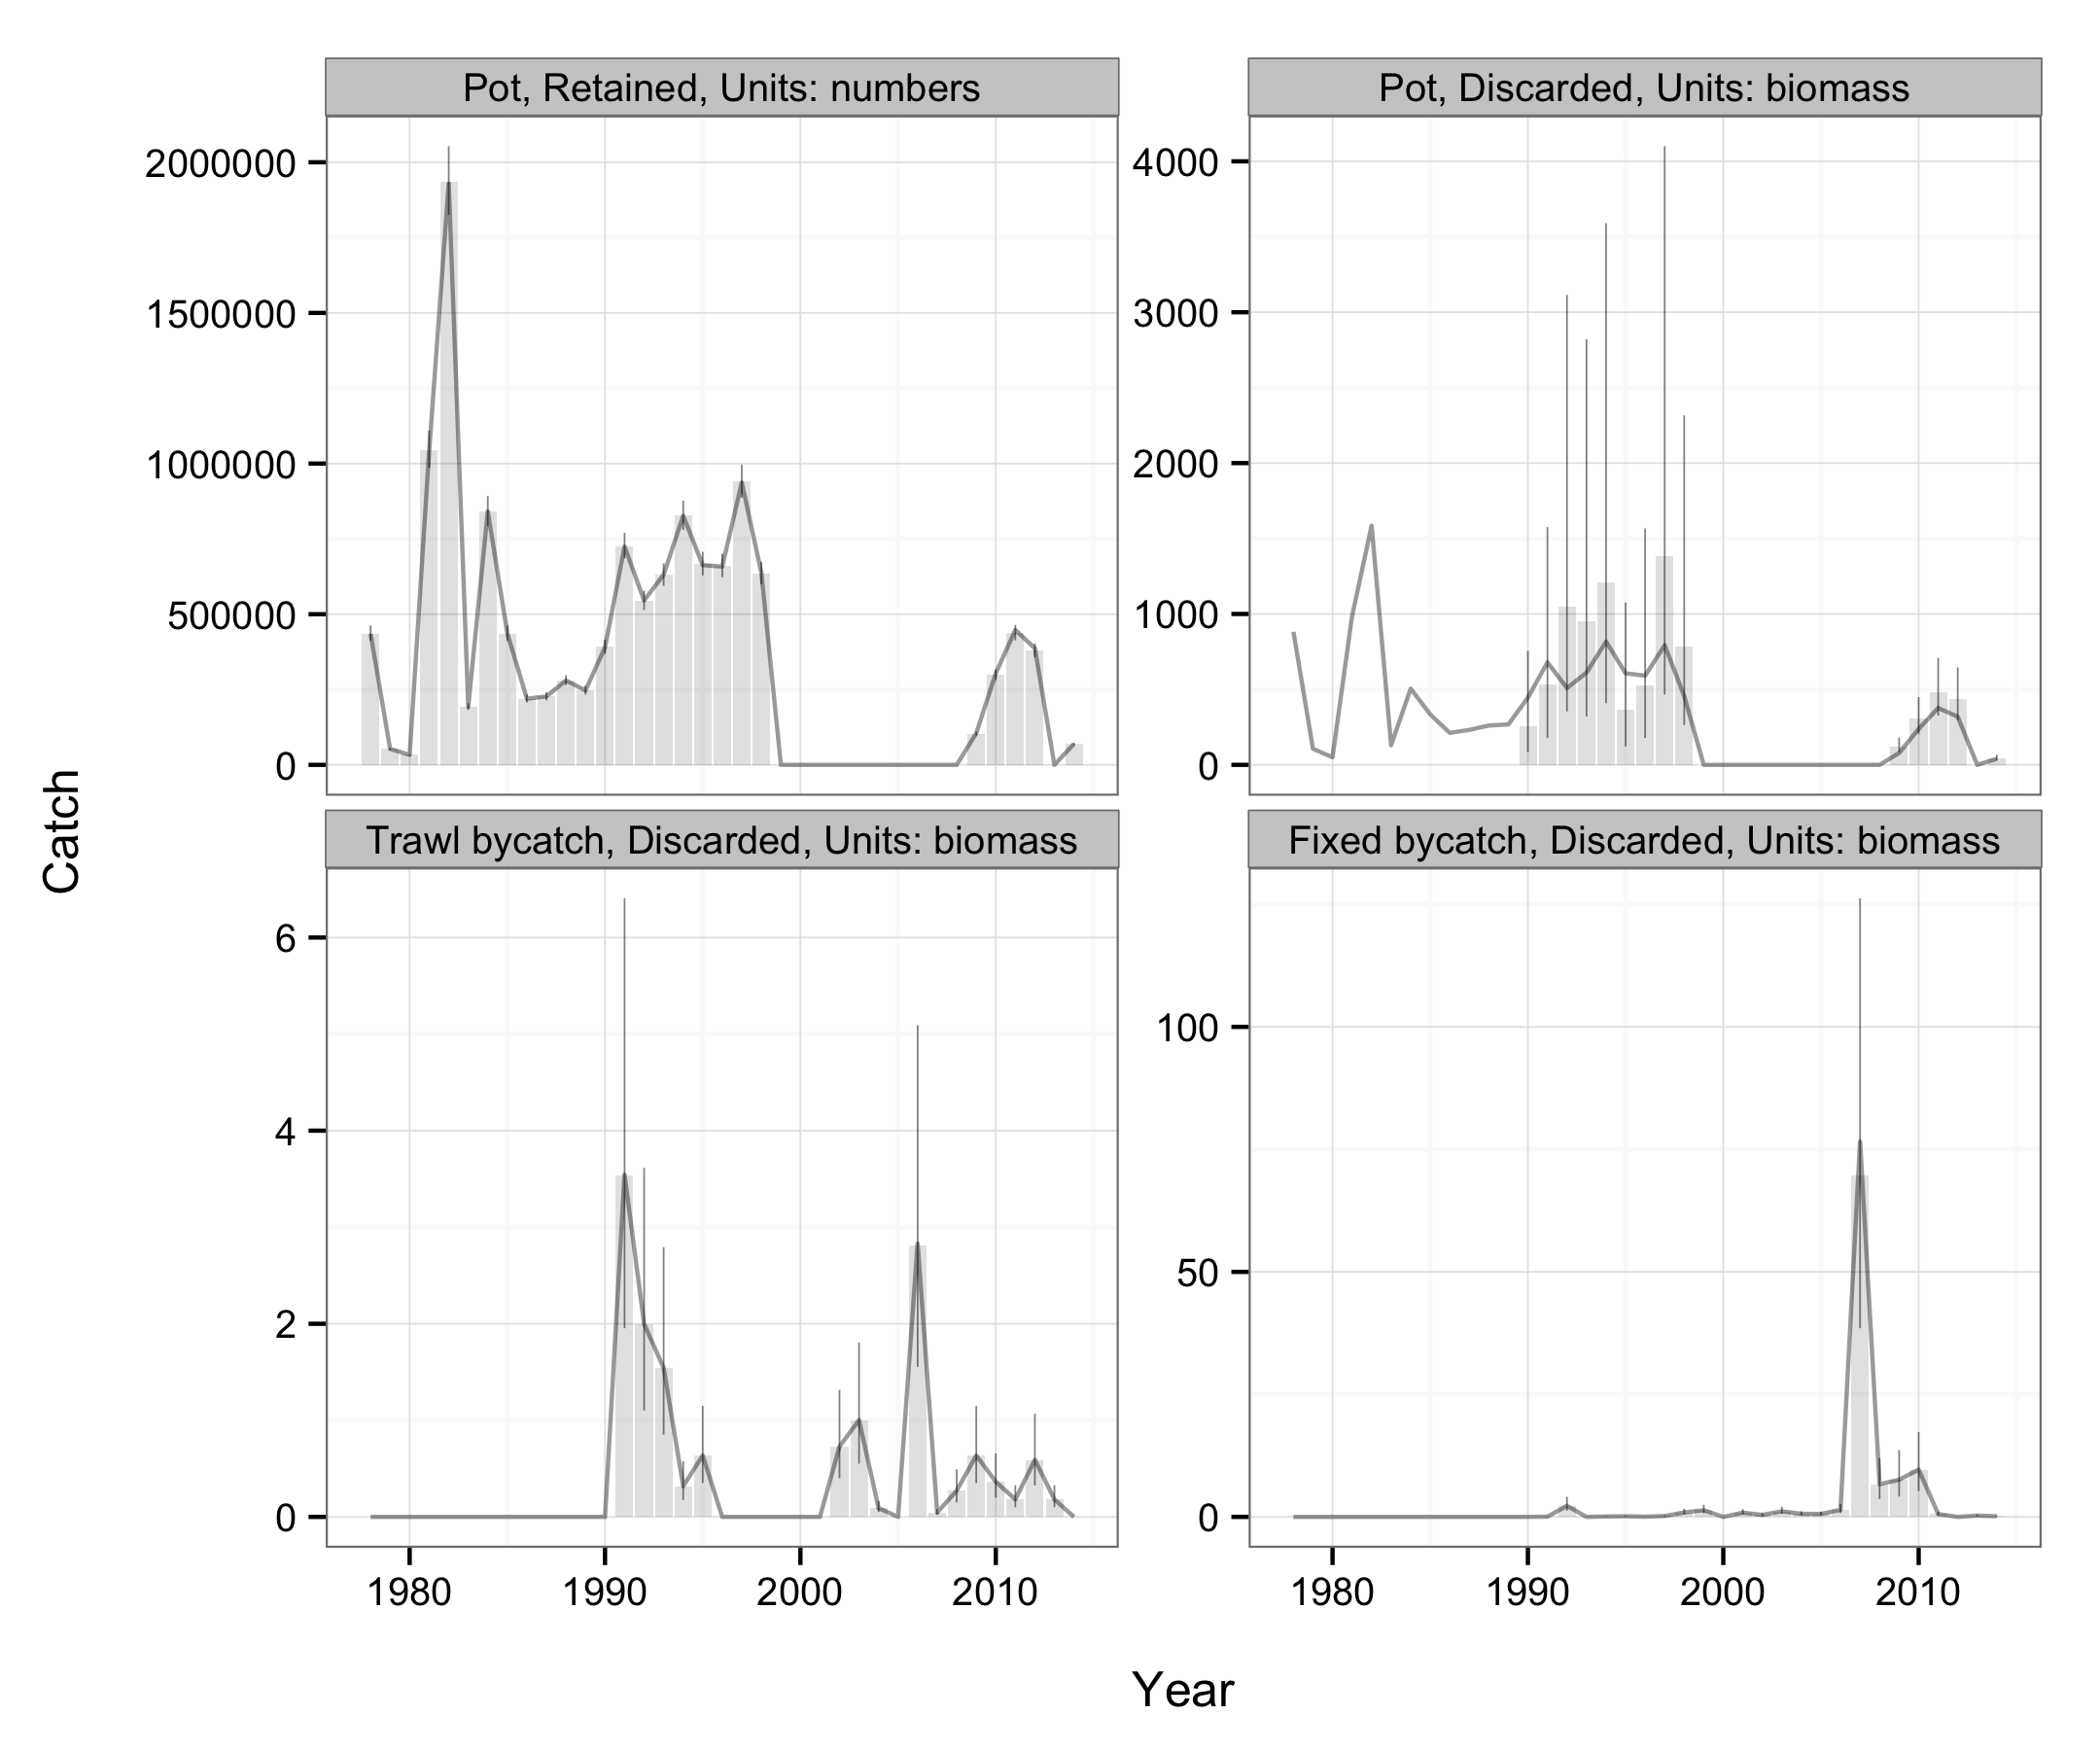 Pot, Retained, Units: numbers
Pot, Discarded, Units: biomass
2000000
1500000
1000000
500000
0
4000
3000
2000
1000
0
Catch
Trawl bycatch, Discarded, Units: biomass
Fixed bycatch, Discarded, Units: biomass
6
4
2
0
100
50
0
1980 1990 2000 2010
1980 1990 2000 2010
Year